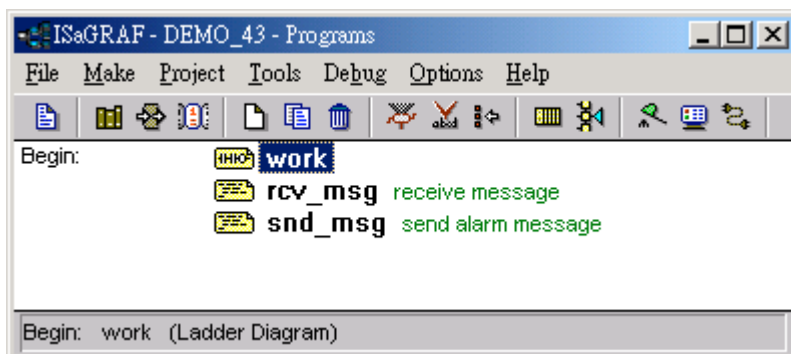 ISaGRAF - DEMO_43 - Programs
File Make Project Tools Debug Options Help
Begin: work
rcv_msg receive message
snd_msg send alarm message
Begin: work (Ladder Diagram)